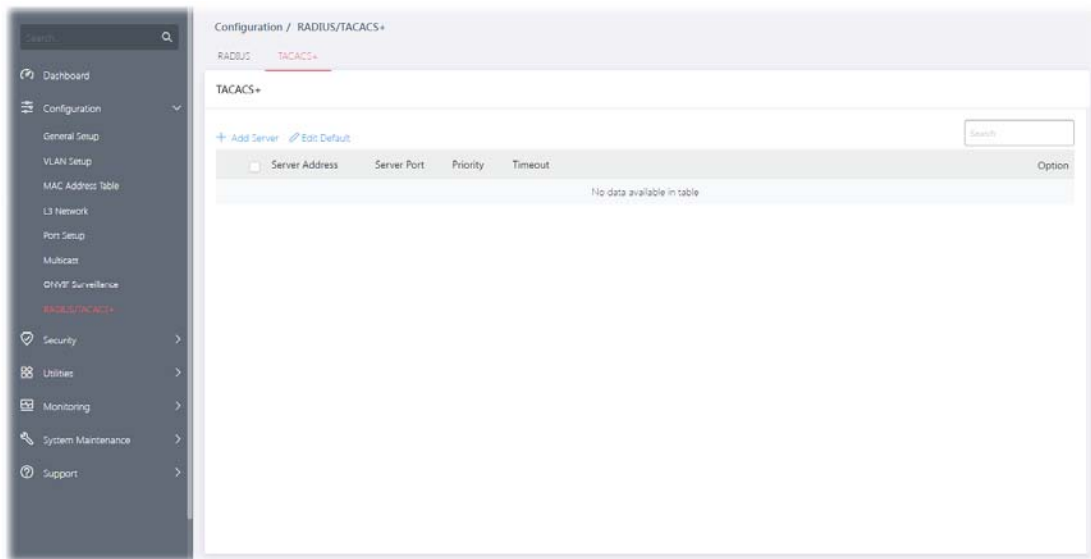 Search...
Dashboard
Configuration
General Setup
VLAN Setup
MAC Address Table
L3 Network
Port Setup
Multicast
ONVIF Surveillance
RADIUS/TACACS+
Security
Utilities
Monitoring
System Maintenance
Support
Configuration / RADIUS/TACACS+
RADIUS TACACS+
TACACS+
+ Add Server Edit Default
Search
Server Address Server Port Priority Timeout Option
No data available in table